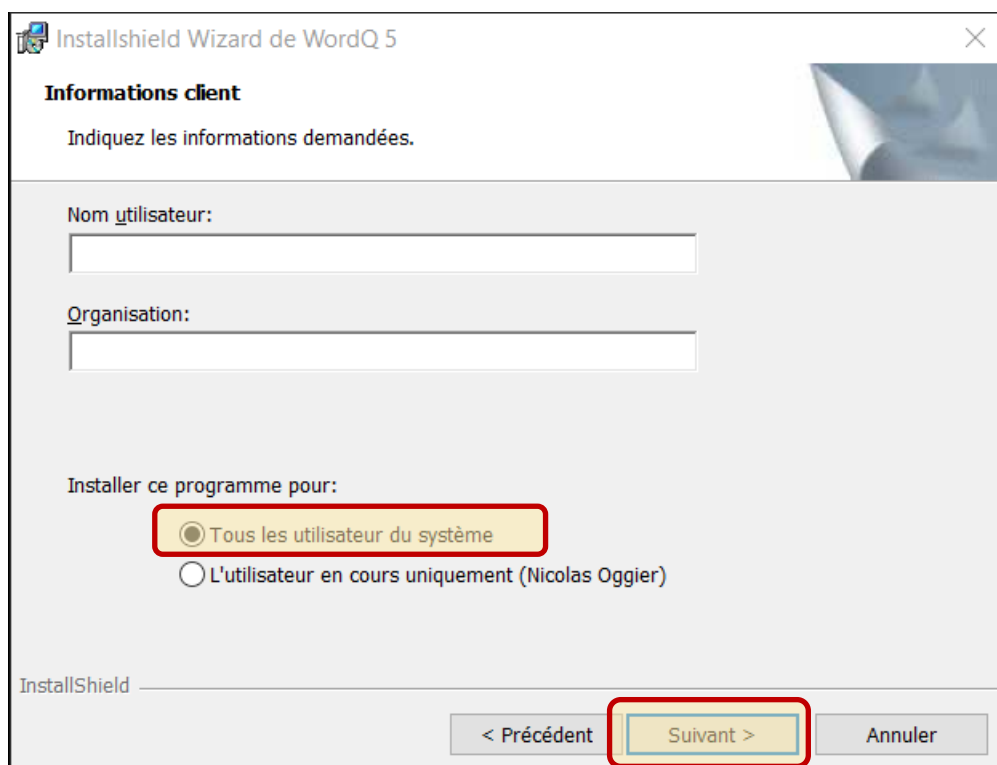 Installshield Wizard de WordQ 5
Informations client
Indiquez les informations demandées.
Nom utilisateur:
Organisation:
Installer ce programme pour:
Tous les utilisateur du système
L'utilisateur en cours uniquement (Nicolas Oggier)
InstallShield
< Précédent
Suivant >
Annuler